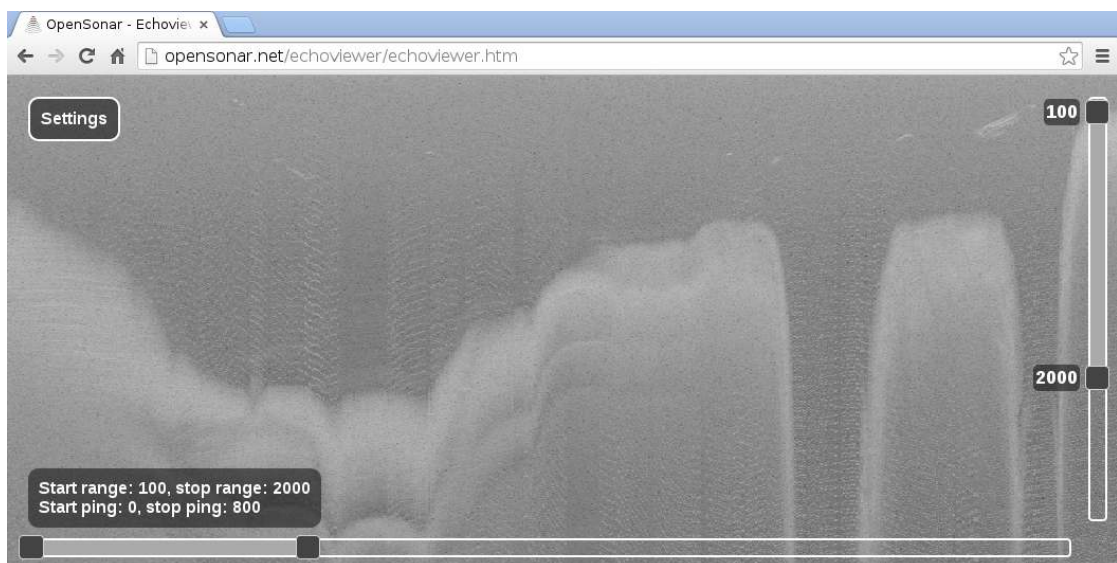 OpenSonar - Echoview
opensonar.net/echoviewer/echoviewer.htm
Settings
100
2000
Start range: 100, stop range: 2000
Start ping: 0, stop ping: 800